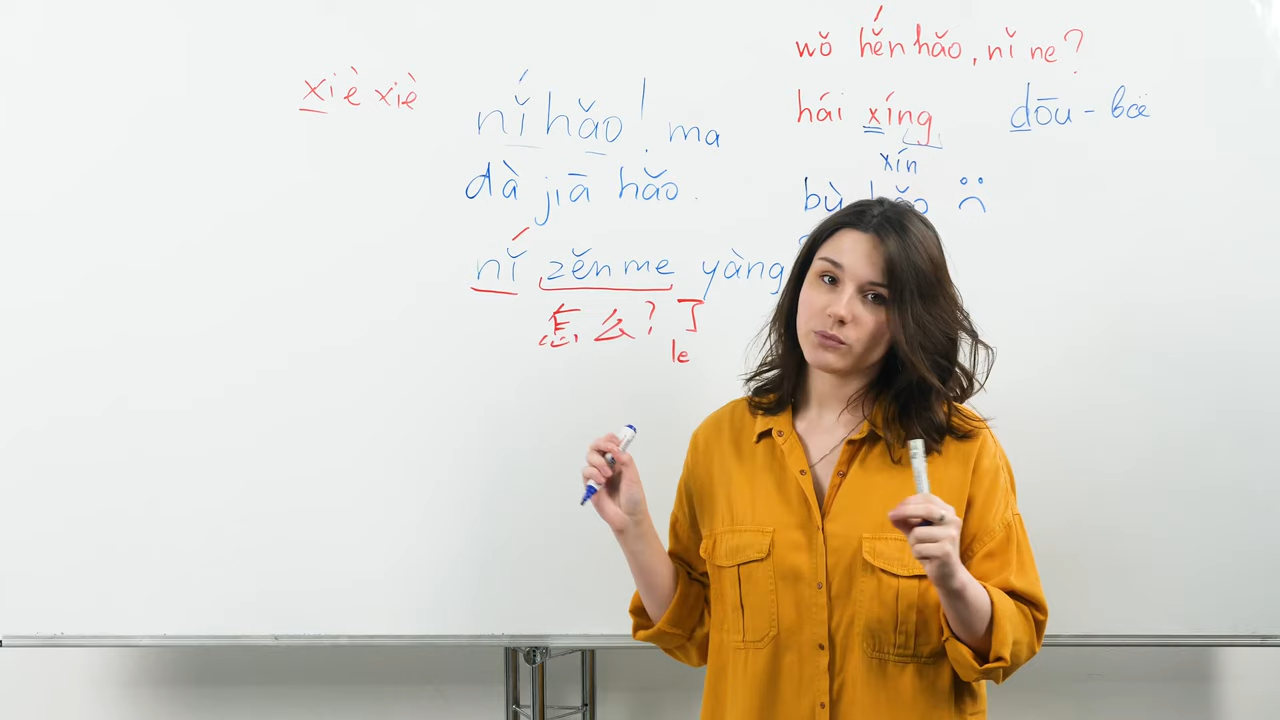 xiè xiè
nǐ hǎo! ma
dà jiā hǎo.
nǐ zěnme yàng
怎么? 了
le
wǒ hěn hǎo, nǐ ne?
hái xíng
dōu - все
xín
bù hǎo